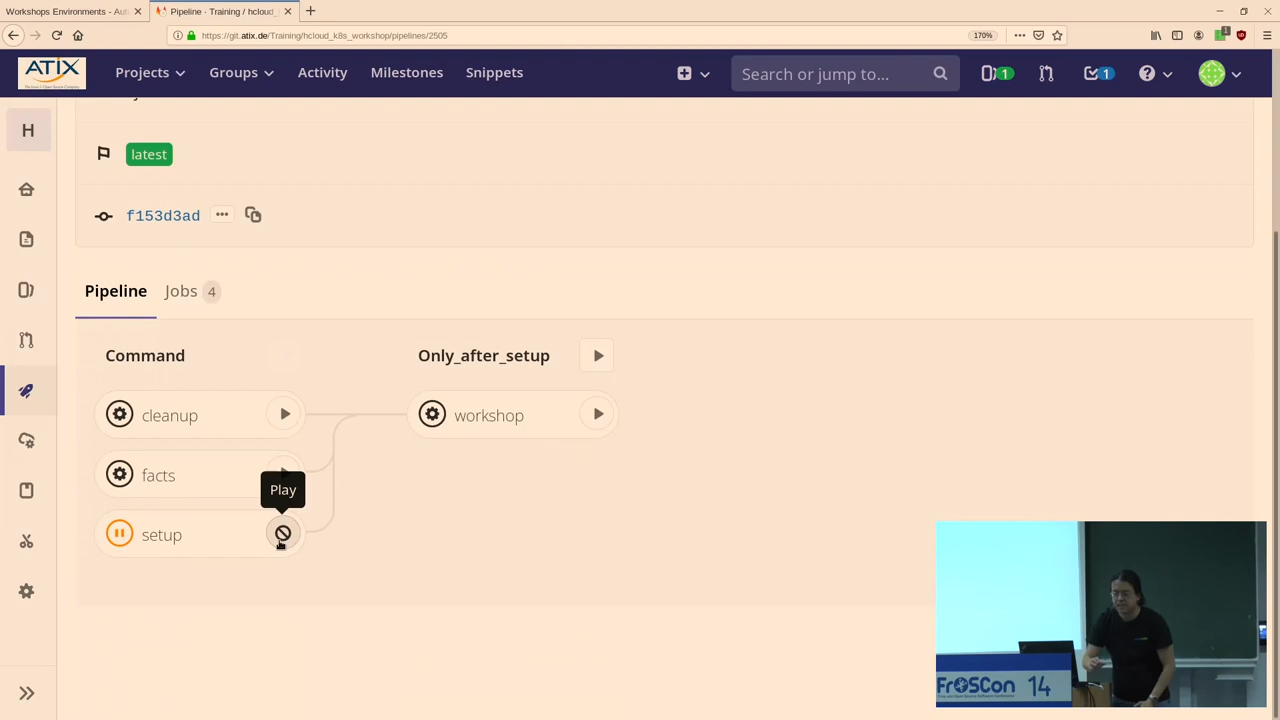 Workshops Environments - Au
Pipeline · Training / hcloud_
https://git.atix.de/Training/hcloud_k8s_workshop/pipelines/2505
170%
1
ATIX
Projects
Groups
Activity
Milestones
Snippets
Search or jump to…
1
1
H
latest
f153d3ad
Pipeline
Jobs 4
Command
Only_after_setup
cleanup
workshop
facts
Play
setup
FrOSCon 14